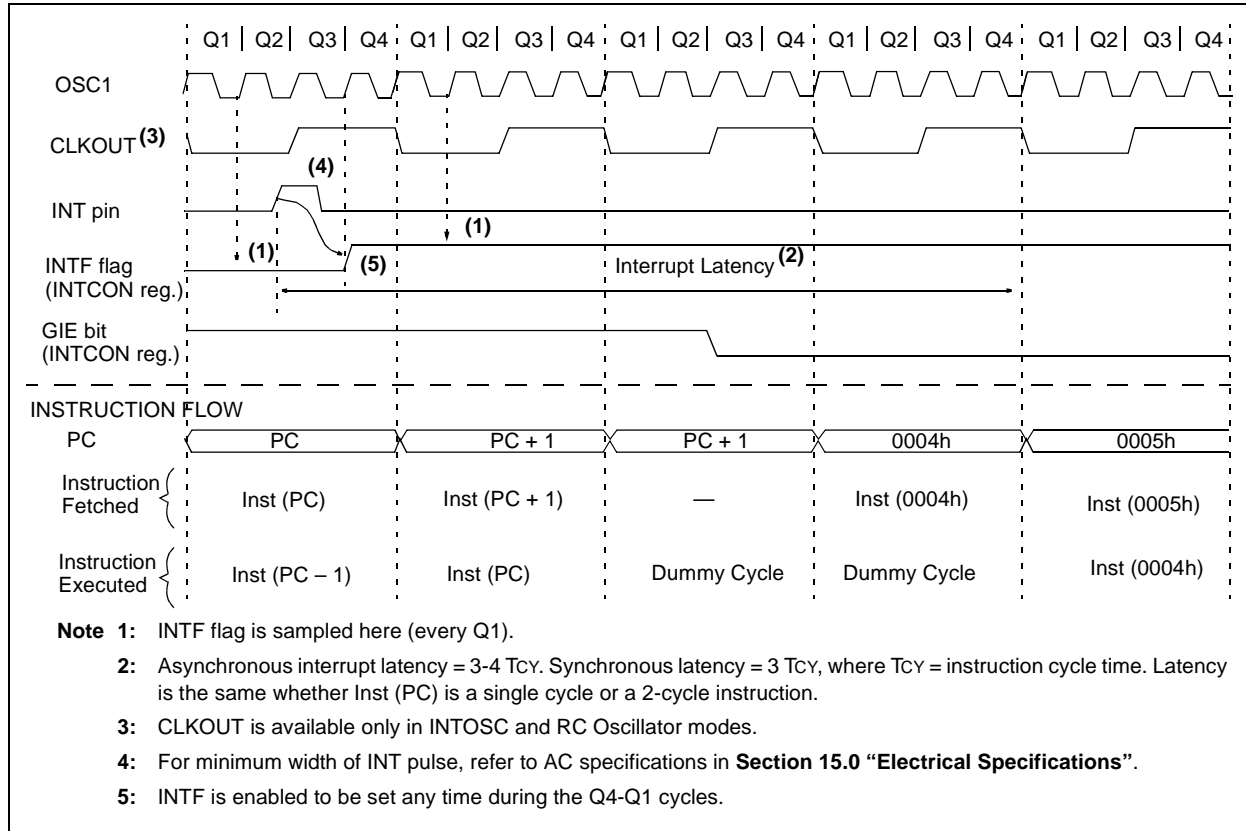 Q1 | Q2 | Q3 | Q4 Q1 | Q2 | Q3 | Q4 Q1 | Q2 | Q3 | Q4 Q1 | Q2 | Q3 | Q4 Q1 | Q2 | Q3 | Q4
OSC1
CLKOUT (3)
(4)
INT pin
(1)
(1)
(5)
INTF flag
(INTCON reg.)
Interrupt Latency (2)
GIE bit
(INTCON reg.)
INSTRUCTION FLOW
PC PC PC + 1 PC + 1 0004h 0005h
Instruction
Fetched
Inst (PC) Inst (PC + 1) — Inst (0004h) Inst (0005h)
Instruction
Executed
Inst (PC – 1) Inst (PC) Dummy Cycle Dummy Cycle Inst (0004h)
Note 1: INTF flag is sampled here (every Q1).
2: Asynchronous interrupt latency = 3-4 TCY. Synchronous latency = 3 TCY, where TCY = instruction cycle time. Latency
is the same whether Inst (PC) is a single cycle or a 2-cycle instruction.
3: CLKOUT is available only in INTOSC and RC Oscillator modes.
4: For minimum width of INT pulse, refer to AC specifications in Section 15.0 “Electrical Specifications”.
5: INTF is enabled to be set any time during the Q4-Q1 cycles.